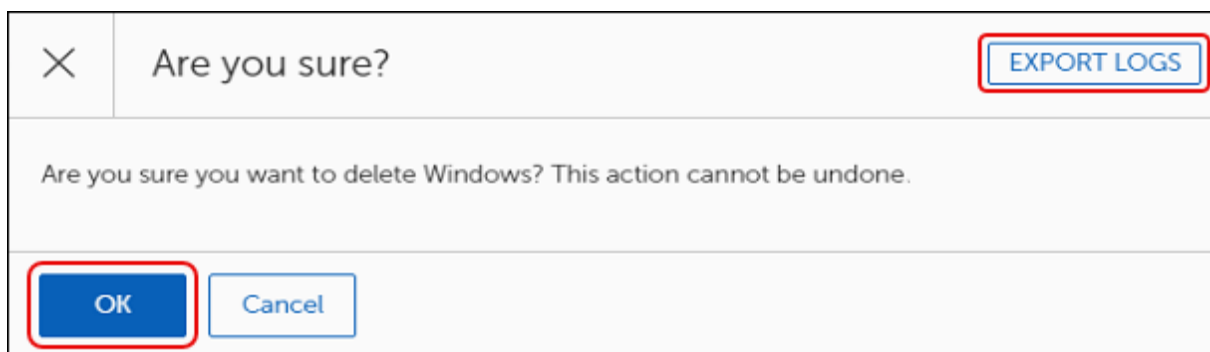 Are you sure?
EXPORT LOGS
Are you sure you want to delete Windows? This action cannot be undone.
OK
Cancel